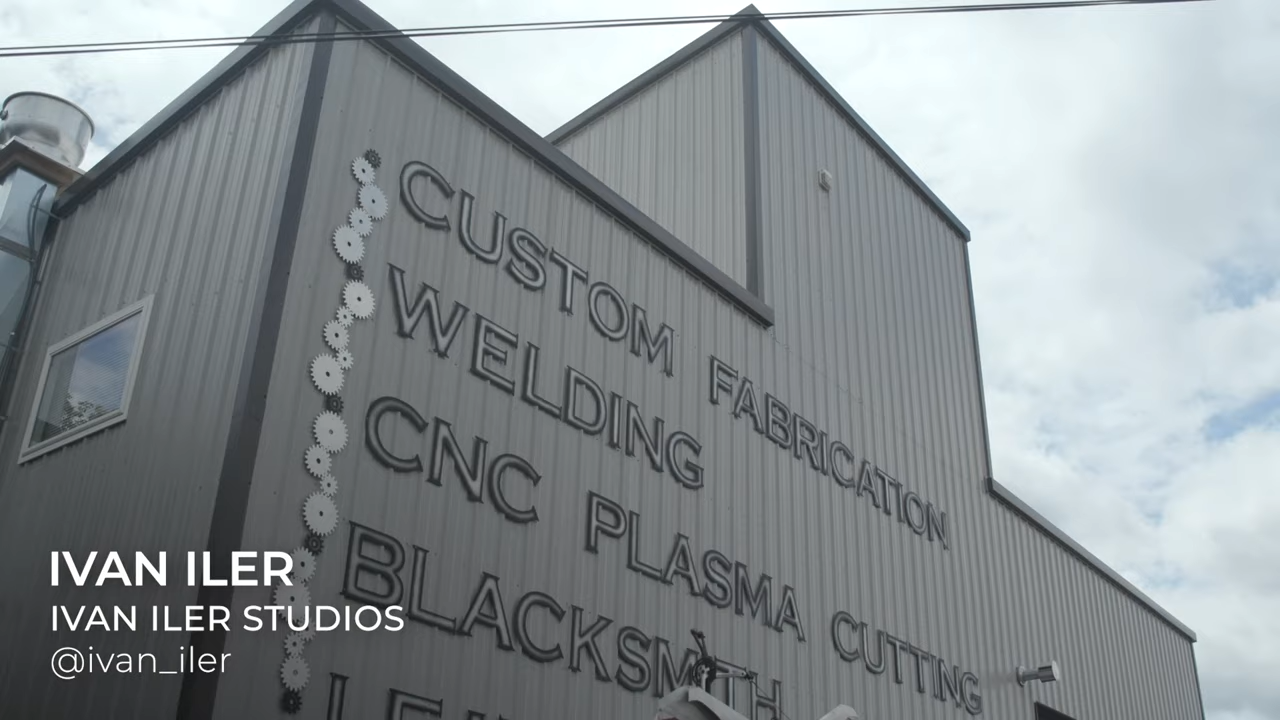 CUSTOM FABRICATION
WELDING
CNC PLASMA CUTTING
BLACKSMITH
IVAN ILER
IVAN ILER STUDIOS
@ivan_iler